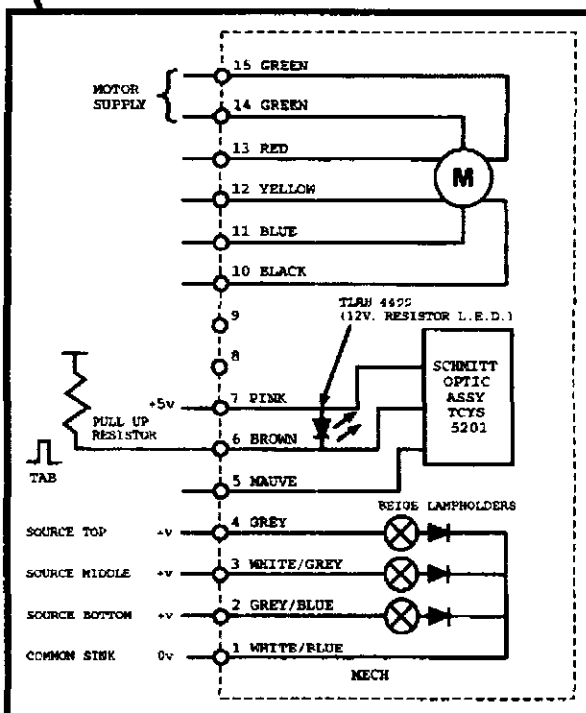 15 GREEN
MOTOR
SUPPLY
14 GREEN
13 RED
M
12 YELLOW
11 BLUE
10 BLACK
(12V. RESISTOR L.E.D.)
9
8
SCHMITT
OPTIC
ASSY
TCYS
5201
+5v
7 PINK
PULL UP
RESISTOR
6 BROWN
TAB
5 MAUVE
BEIGE LAMPHOLDERS
SOURCE TOP +v 4 GREY
SOURCE MIDDLE +v 3 WHITE/GREY
SOURCE BOTTOM +v 2 GREY/BLUE
COMMON SINK 0v 1 WHITE/BLUE
MECH